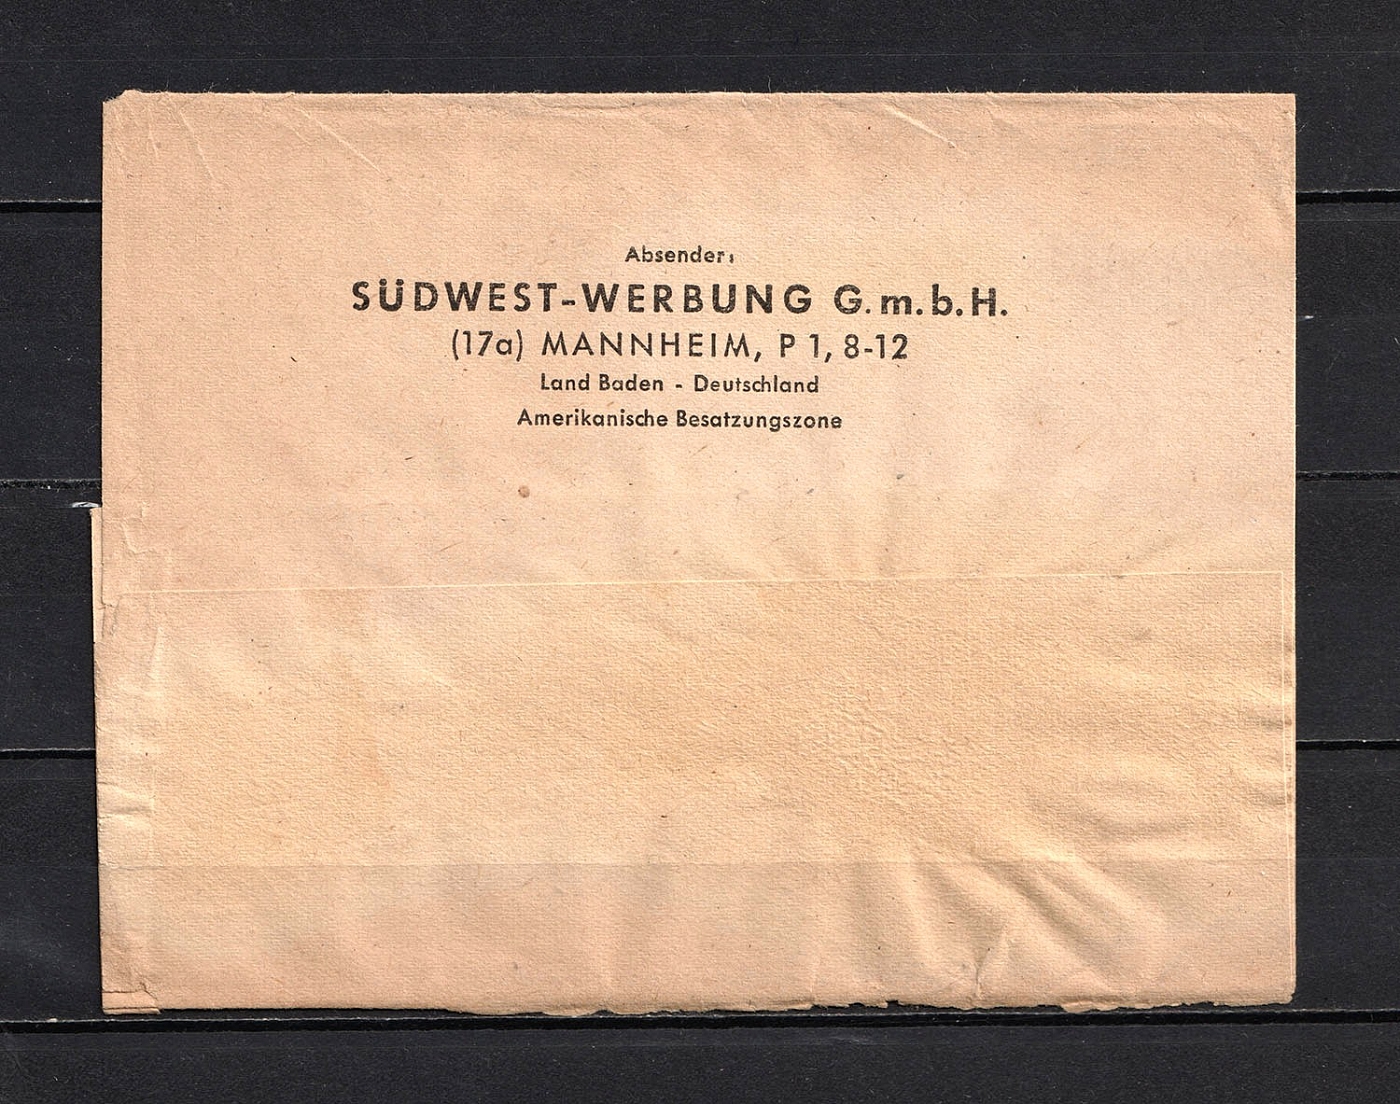 Absender:
SÜDWEST-WERBUNG G.m.b.H.
(17a) MANNHEIM, P 1, 8-12
Land Baden - Deutschland
Amerikanische Besatzungszone